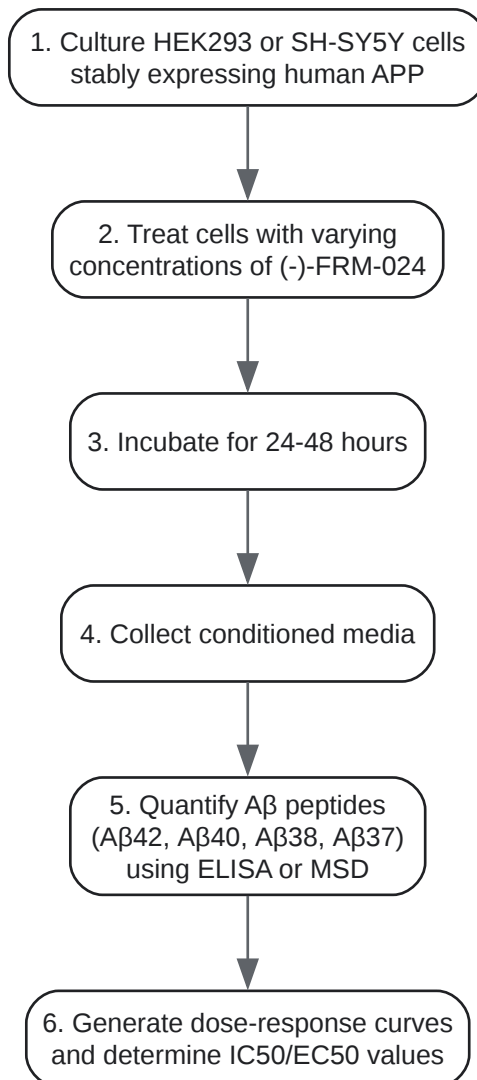 1. Culture HEK293 or SH-SY5Y cells
stably expressing human APP
2. Treat cells with varying
concentrations of (-)-FRM-024
3. Incubate for 24-48 hours
4. Collect conditioned media
5. Quantify Aβ peptides
(Aβ42, Aβ40, Aβ38, Aβ37)
using ELISA or MSD
6. Generate dose-response curves
and determine IC50/EC50 values